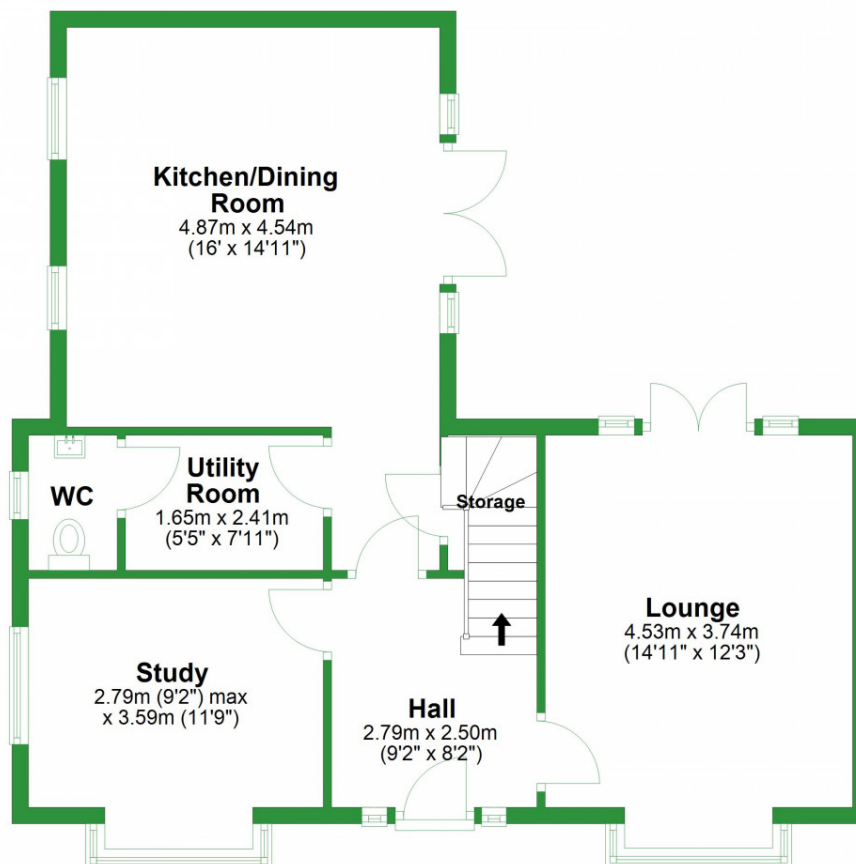 Kitchen/Dining
Room
4.87m x 4.54m
(16' x 14'11")
WC
Utility
Room
1.65m x 2.41m
(5'5" x 7'11")
Storage
Study
2.79m (9'2") max
x 3.59m (11'9")
Hall
2.79m x 2.50m
(9'2" x 8'2")
Lounge
4.53m x 3.74m
(14'11" x 12'3")